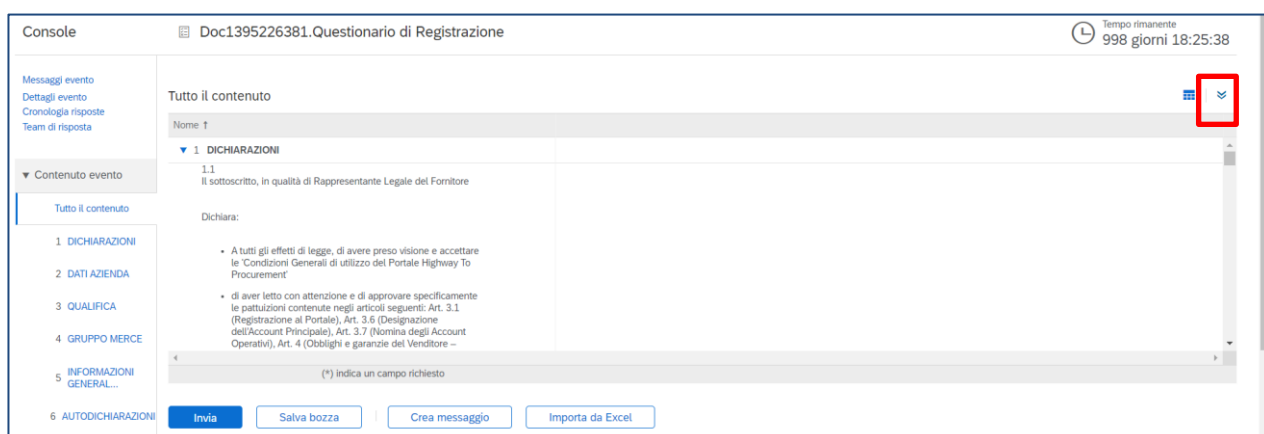 Console
Doc1395226381.Questionario di Registrazione
Tempo rimanente
998 giorni 18:25:38
Messaggi evento
Dettagli evento
Cronologia risposte
Team di risposta
▼ Contenuto evento
Tutto il contenuto
1 DICHIARAZIONI
2 DATI AZIENDA
3 QUALIFICA
4 GRUPPO MERCE
5 INFORMAZIONI
GENERAL...
6 AUTODICHIARAZIONI
Tutto il contenuto
Nome ↑
▼ 1 DICHIARAZIONI
1.1
Il sottoscritto, in qualità di Rappresentante Legale del Fornitore
Dichiara:
• A tutti gli effetti di legge, di avere preso visione e accettare
le 'Condizioni Generali di utilizzo del Portale Highway To
Procurement'
• di aver letto con attenzione e di approvare specificamente
le pattuizioni contenute negli articoli seguenti: Art. 3.1
(Registrazione al Portale), Art. 3.6 (Designazione
dell'Account Principale), Art. 3.7 (Nomina degli Account
Operativi), Art. 4 (Obblighi e garanzie del Venditore –
(*) indica un campo richiesto
Invia
Salva bozza
Crea messaggio
Importa da Excel